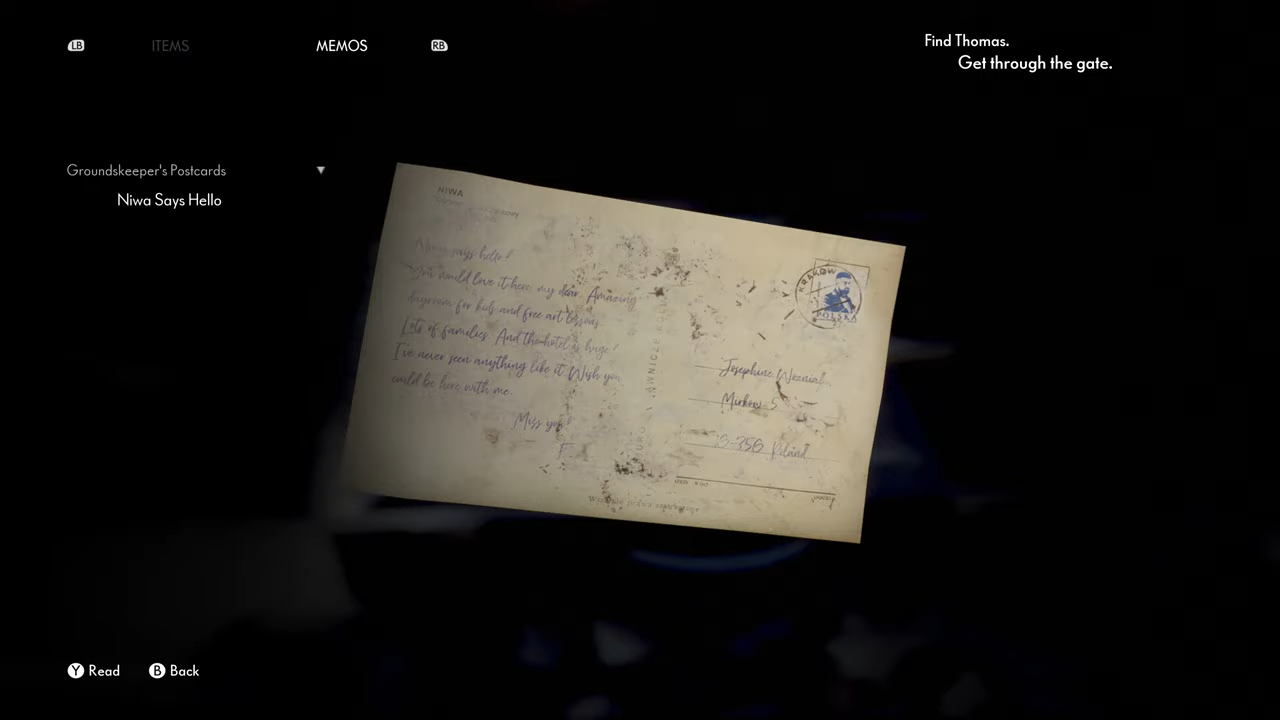 LB ITEMS MEMOS RB
Find Thomas.
Get through the gate.
Groundskeeper's Postcards
Niwa Says Hello
NIWA
Niwa says hello!
You would love it here, my dear. Amazing
dayroom for kids and free art lessons.
Lots of families. And the hotel is huge!
I've never seen anything like it. Wish you
could be here with me.
Miss you!
F.
KRAKOW
POLSKA
Josephine
5
Poland
Y Read B Back